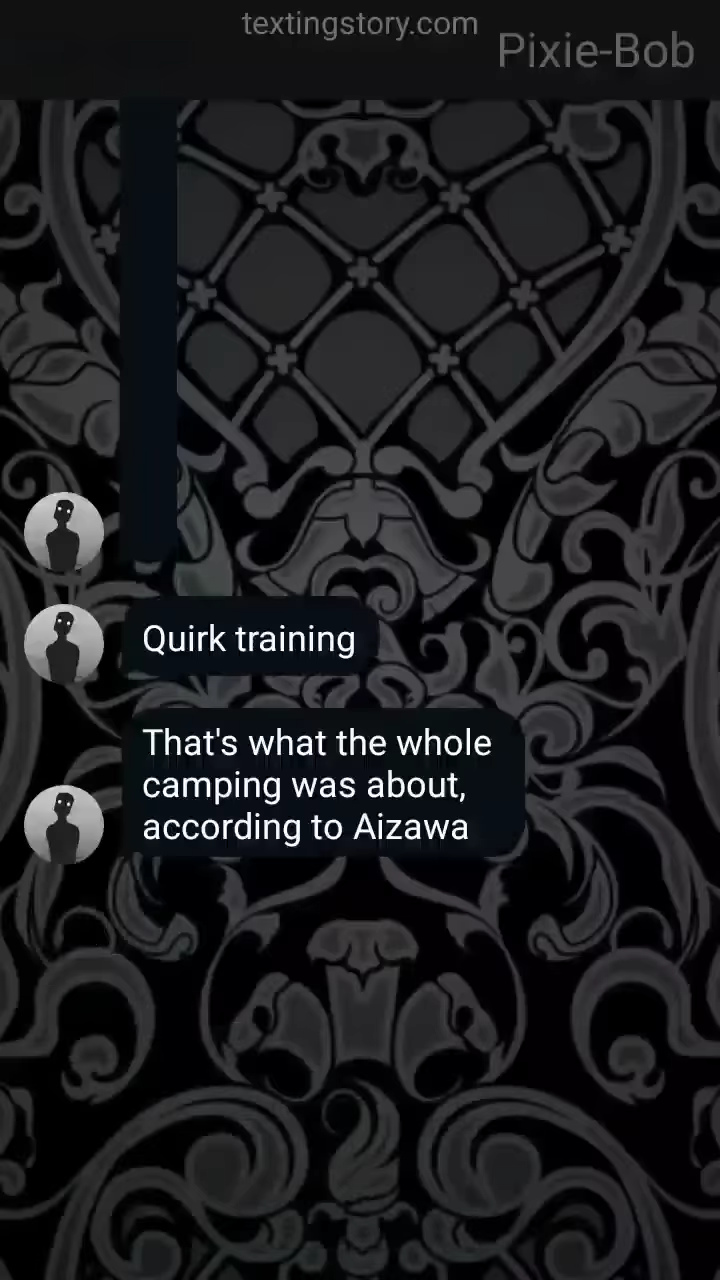 textingstory.com
Pixie-Bob
Quirk training
That's what the whole
camping was about,
according to Aizawa